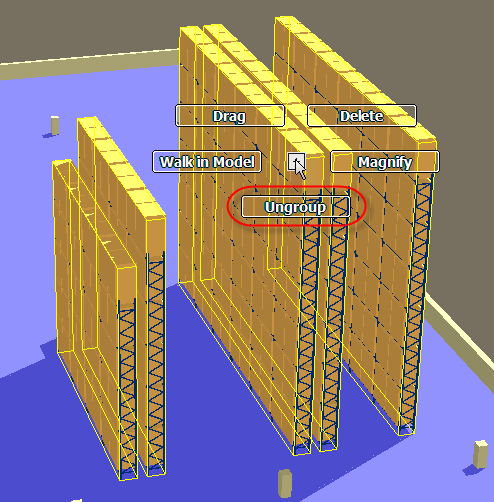 Drag Delete
Walk in Model Magnify
Ungroup